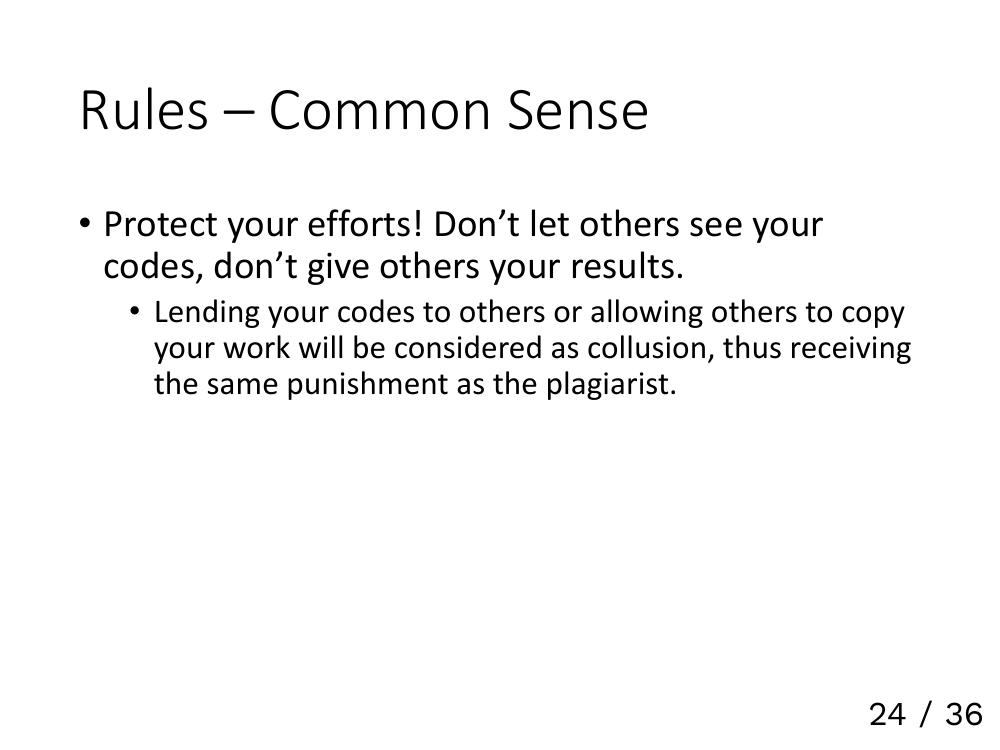 Rules – Common Sense
• Protect your efforts! Don’t let others see your
codes, don’t give others your results.
• Lending your codes to others or allowing others to copy
your work will be considered as collusion, thus receiving
the same punishment as the plagiarist.
24 / 36